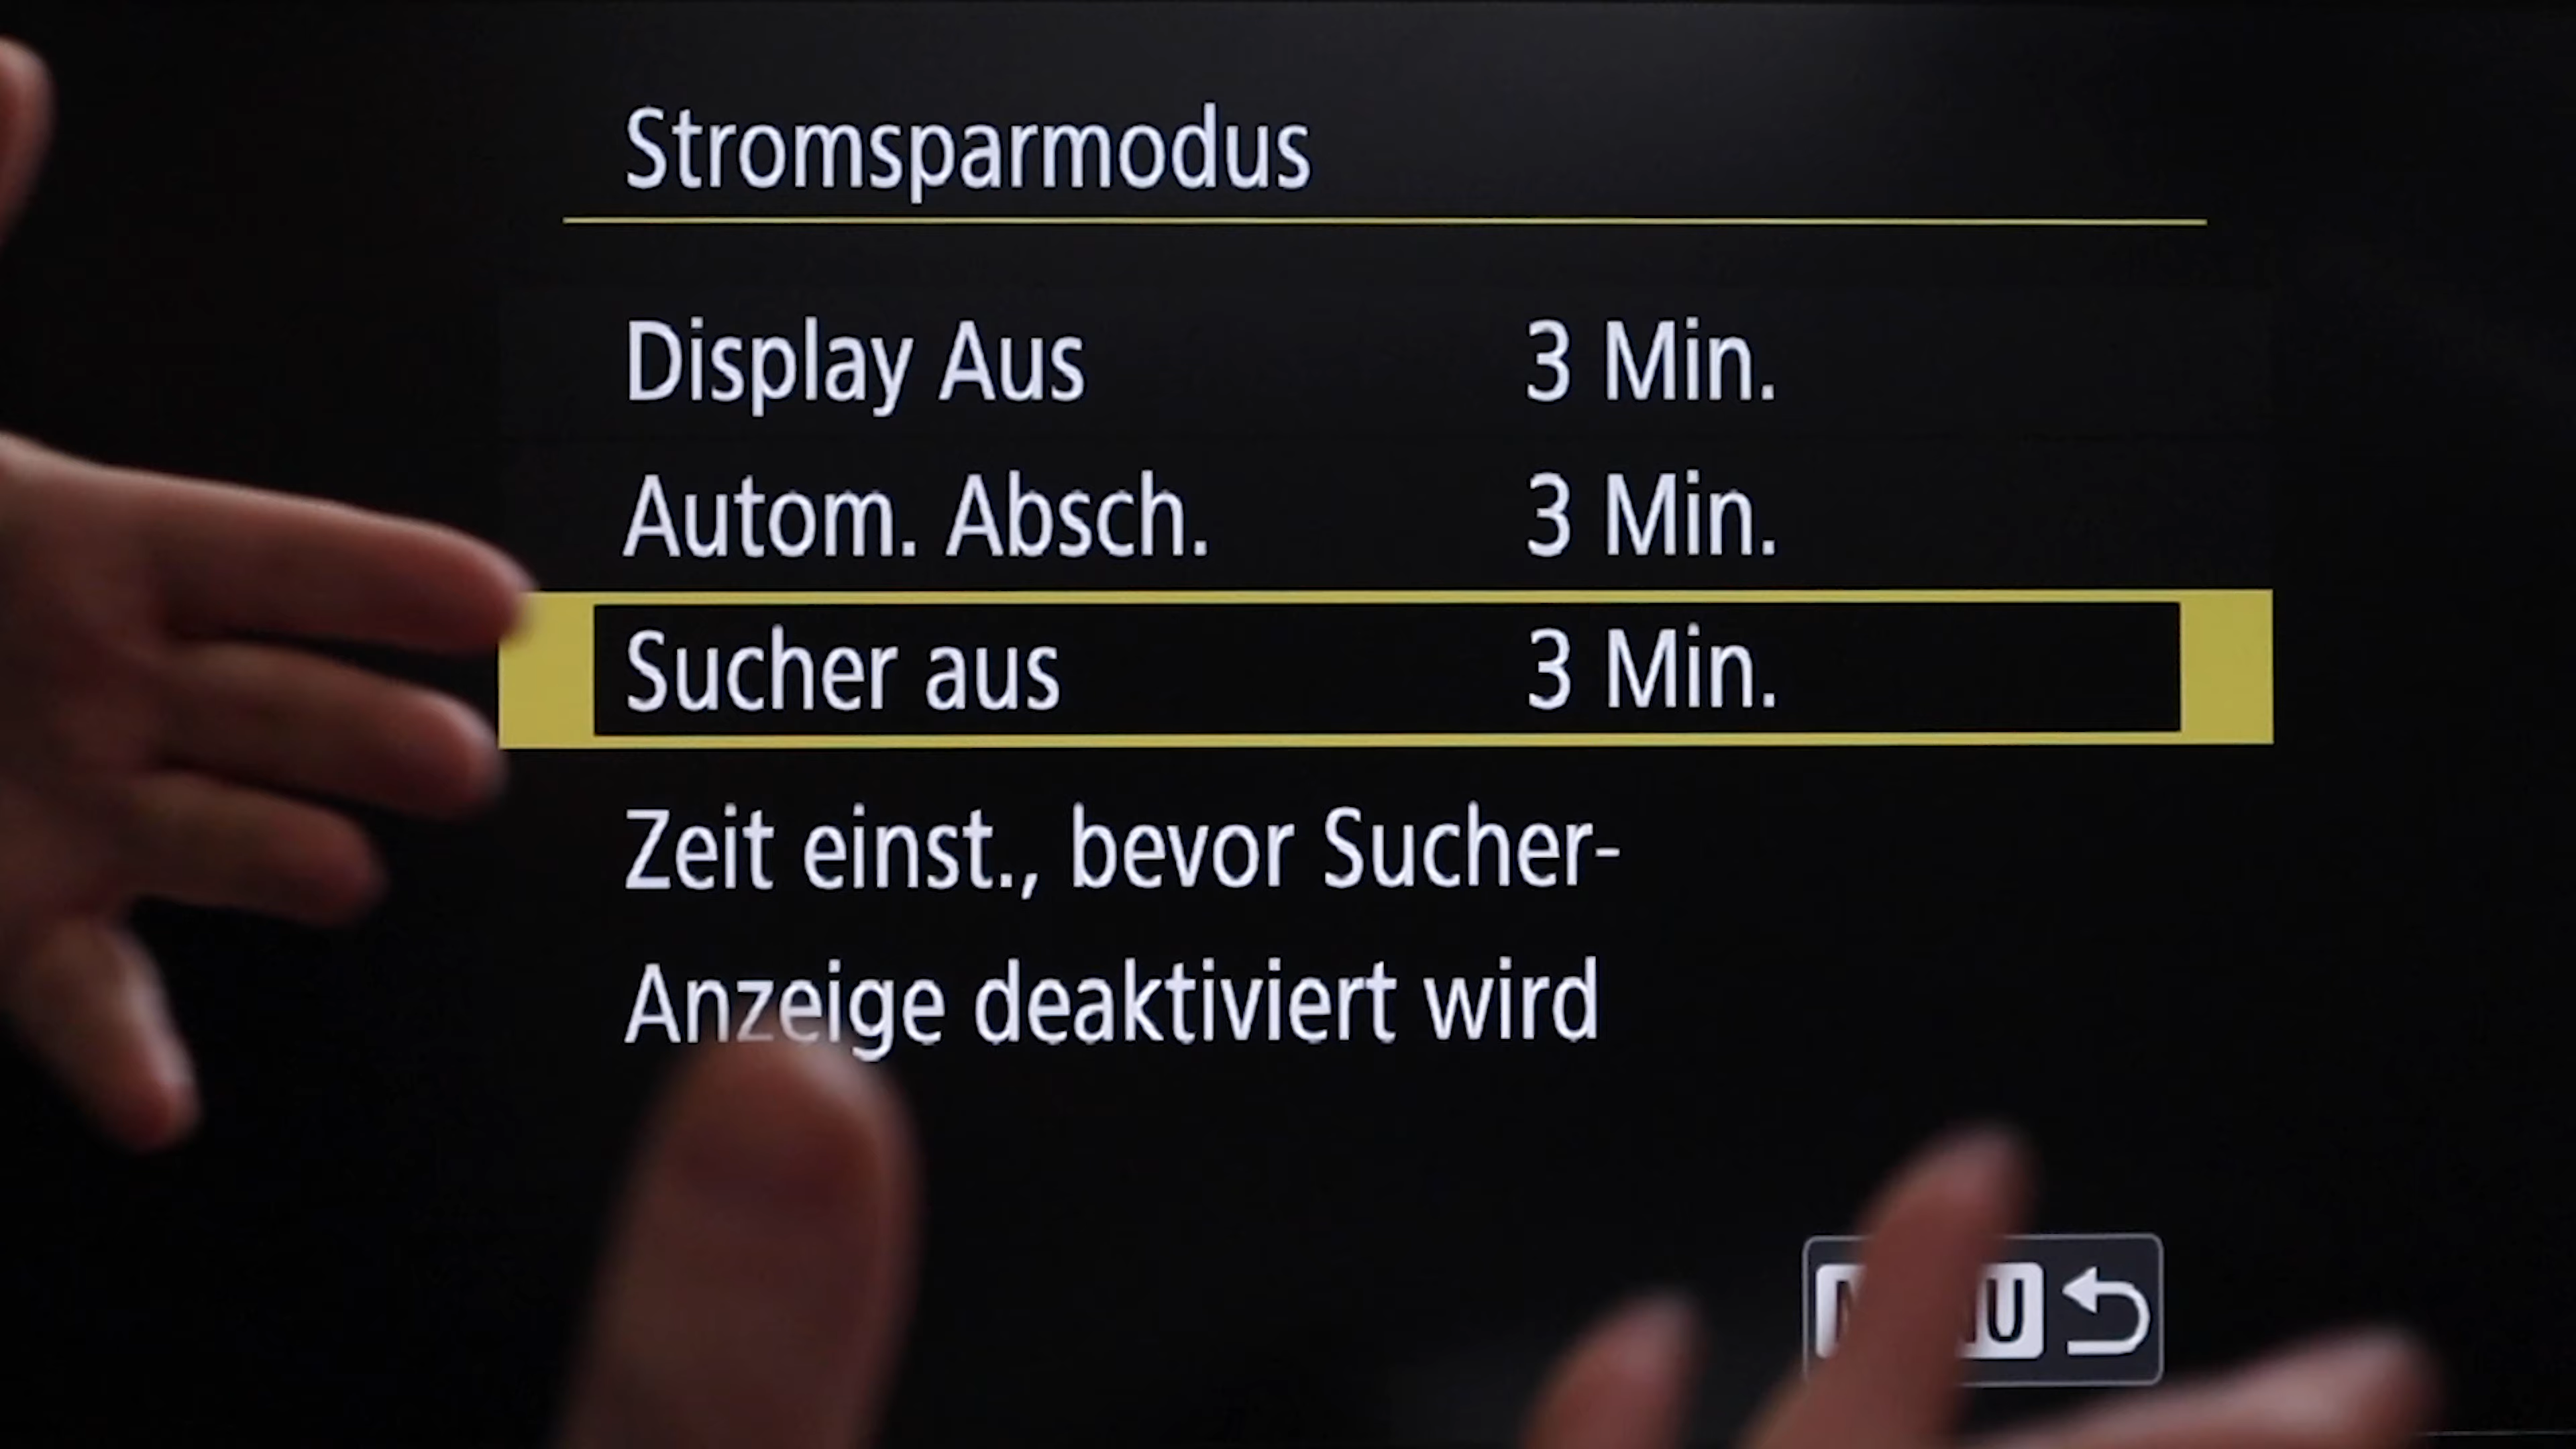 Stromsparmodus
Display Aus 3 Min.
Autom. Absch. 3 Min.
Sucher aus 3 Min.
Zeit einst., bevor Sucher-
Anzeige deaktiviert wird